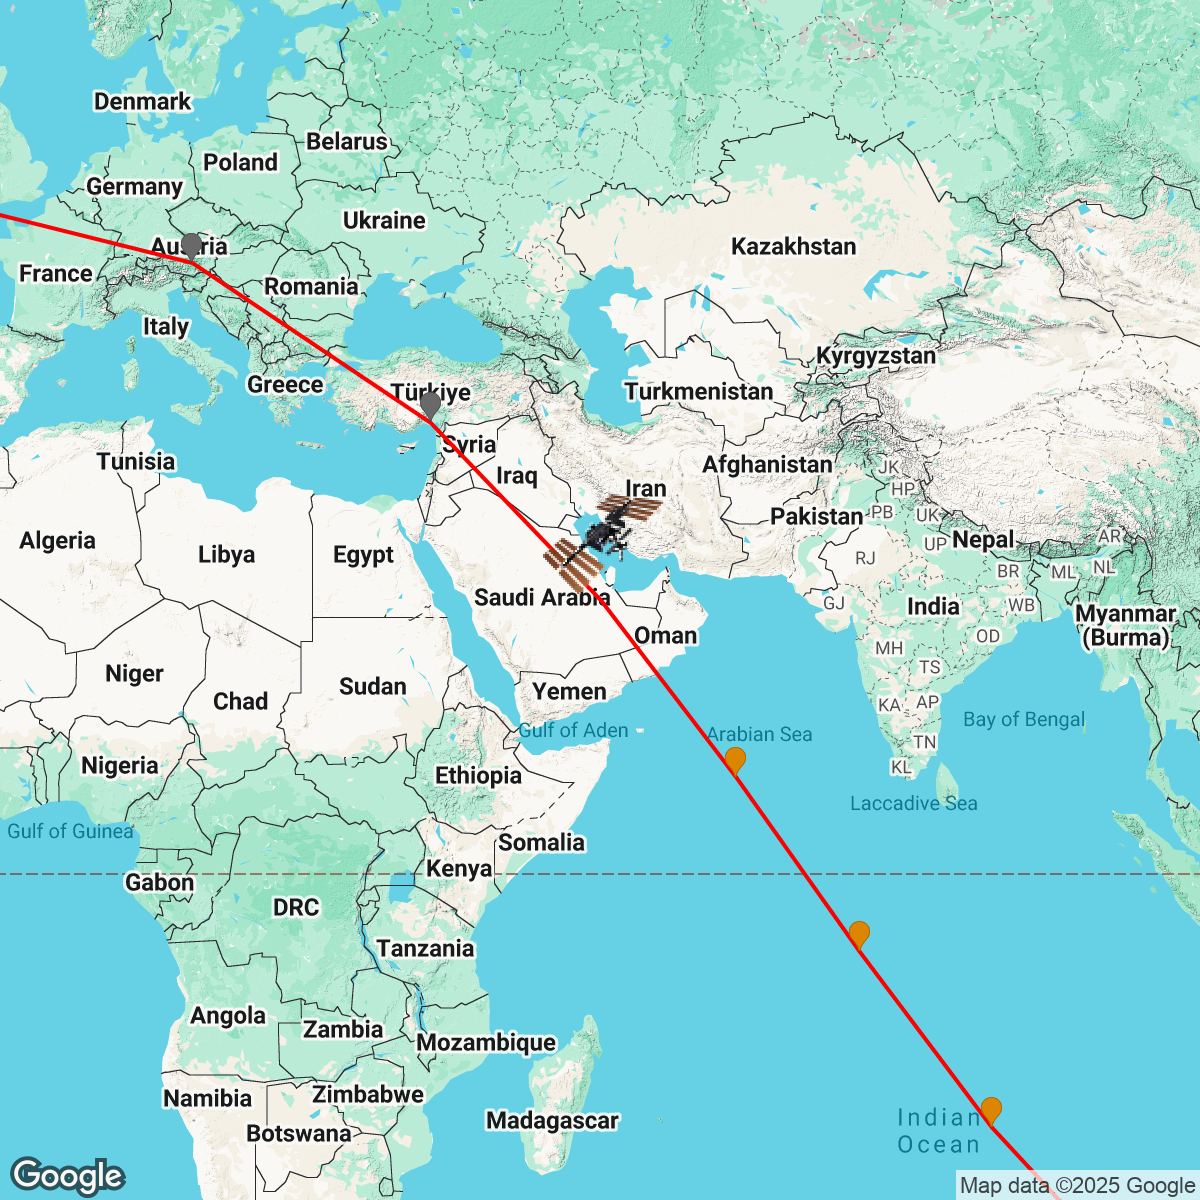 Denmark
Belarus
Poland
Germany
Ukraine
Austria
Kazakhstan
France
Romania
Italy
Kyrgyzstan
Greece
Türkiye
Turkmenistan
Syria
Tunisia
Afghanistan
JK
Iraq
Iran
HP
PB
UK
Pakistan
Algeria
Libya
Egypt
UP
Nepal
AR
RJ
BR
ML
NL
Saudi Arabia
GJ
India
WB
Myanmar
(Burma)
Oman
OD
MH
TS
Niger
Chad
Sudan
Yemen
KA
AP
Gulf of Aden
Arabian Sea
Bay of Bengal
TN
Nigeria
Ethiopia
KL
Laccadive Sea
Gulf of Guinea
Somalia
Gabon
Kenya
DRC
Tanzania
Angola
Zambia
Mozambique
Namibia
Zimbabwe
Madagascar
Botswana
Indian
Ocean
Google
Map data ©2025 Google